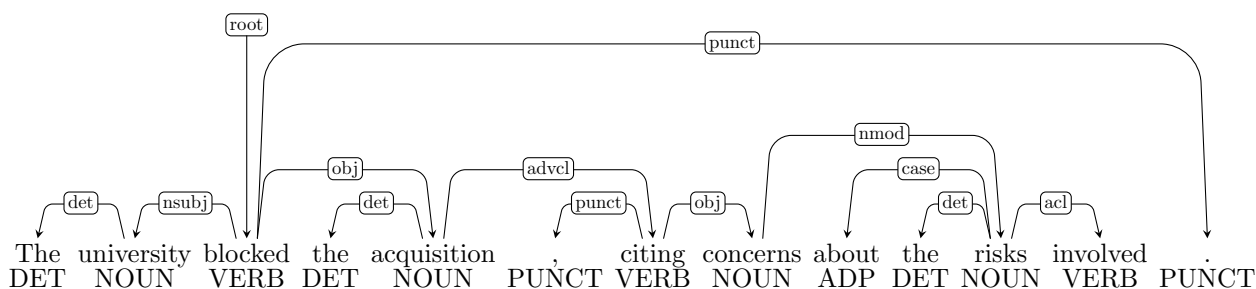 root
punct
nmod
obj advcl case
det nsubj det punct obj det acl
The university blocked the acquisition , citing concerns about the risks involved .
DET NOUN VERB DET NOUN PUNCT VERB NOUN ADP DET NOUN VERB PUNCT